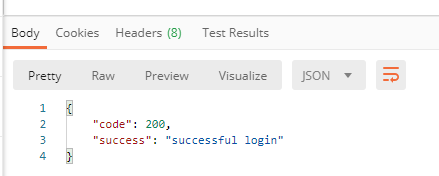 Body Cookies Headers (8) Test Results
Pretty Raw Preview Visualize JSON
1 {
2 "code": 200,
3 "success": "successful login"
4 }